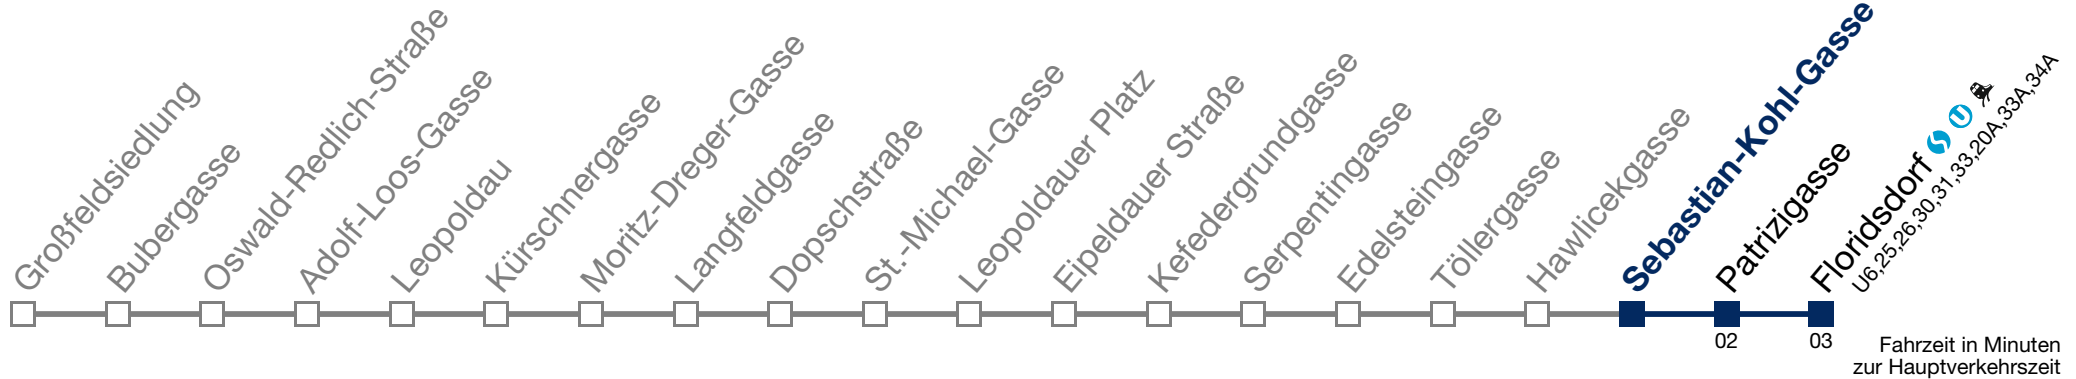 Großfeldsiedlung
Bubergasse
Oswald-Redlich-Straße
Adolf-Loos-Gasse
Leopoldau
Kürschnergasse
Moritz-Dreger-Gasse
Langfeldgasse
Dopschstraße
St.-Michael-Gasse
Leopoldauer Platz
Eipeldauer Straße
Kefedergrundgasse
Serpentingasse
Edelsteingasse
Töllergasse
Hawlicekgasse
Sebastian-Kohl-Gasse
Patrizigasse
Floridsdorf S U
U6,25,26,30,31,33,20A,33A,34A
02
03
Fahrzeit in Minuten
zur Hauptverkehrszeit